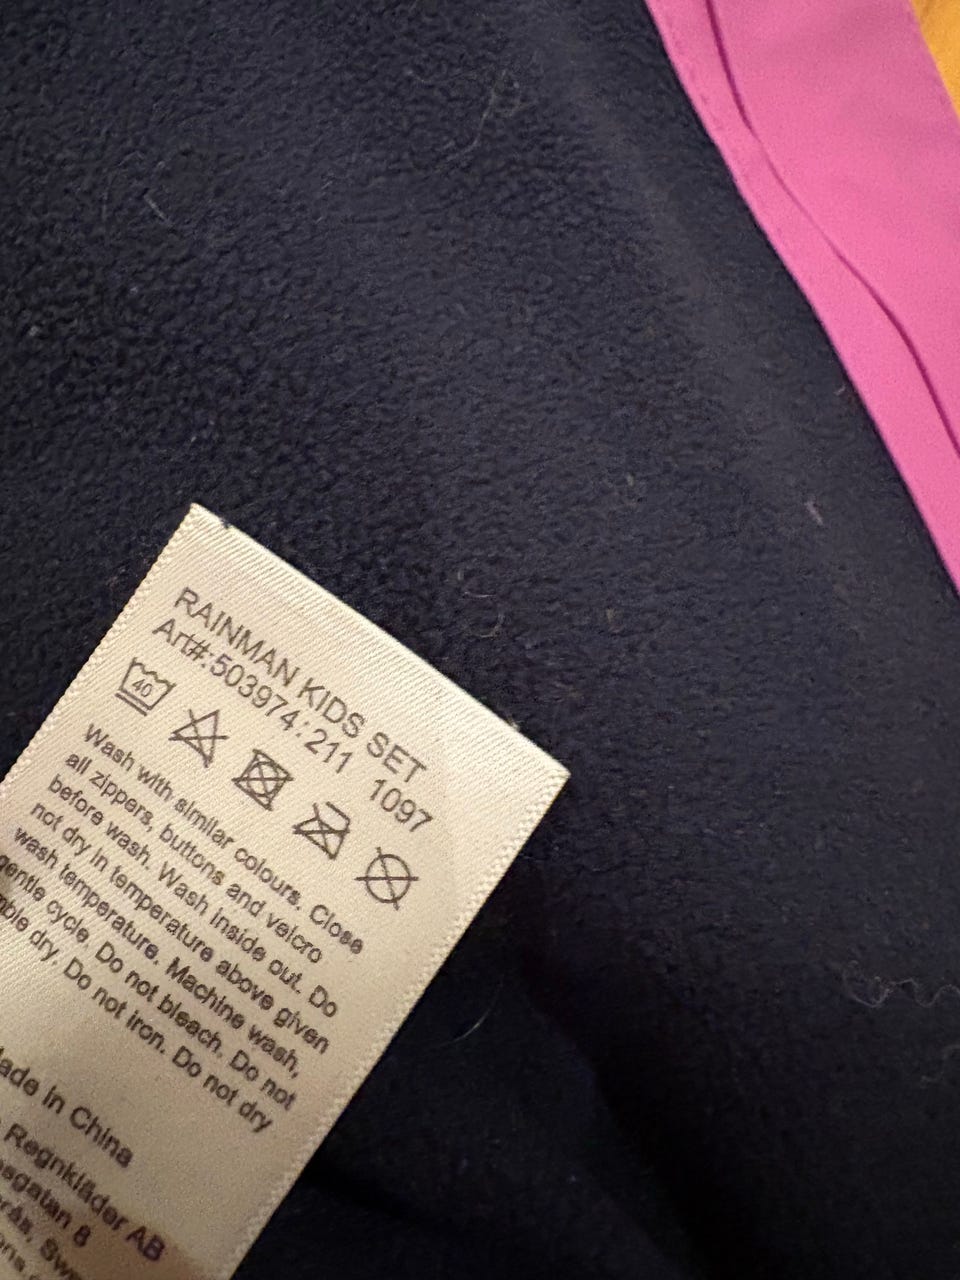 RAINMAN KIDS SET
Art#:503974:211 1097
40
Wash with similar colours. Close
all zippers, buttons and velcro
before wash. Wash inside out. Do
not dry in temperature above given
wash temperature. Machine wash,
gentle cycle. Do not bleach. Do not
dry. Do not iron. Do not dry
in China
Regnkläder AB
8